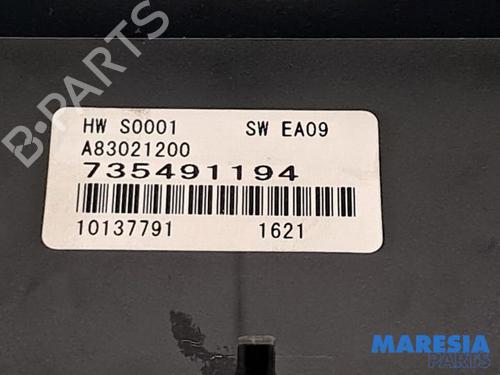 B-PARTS
HW S0001 SW EA09
A83021200
735491194
10137791 1621
MARESIA
PARTS